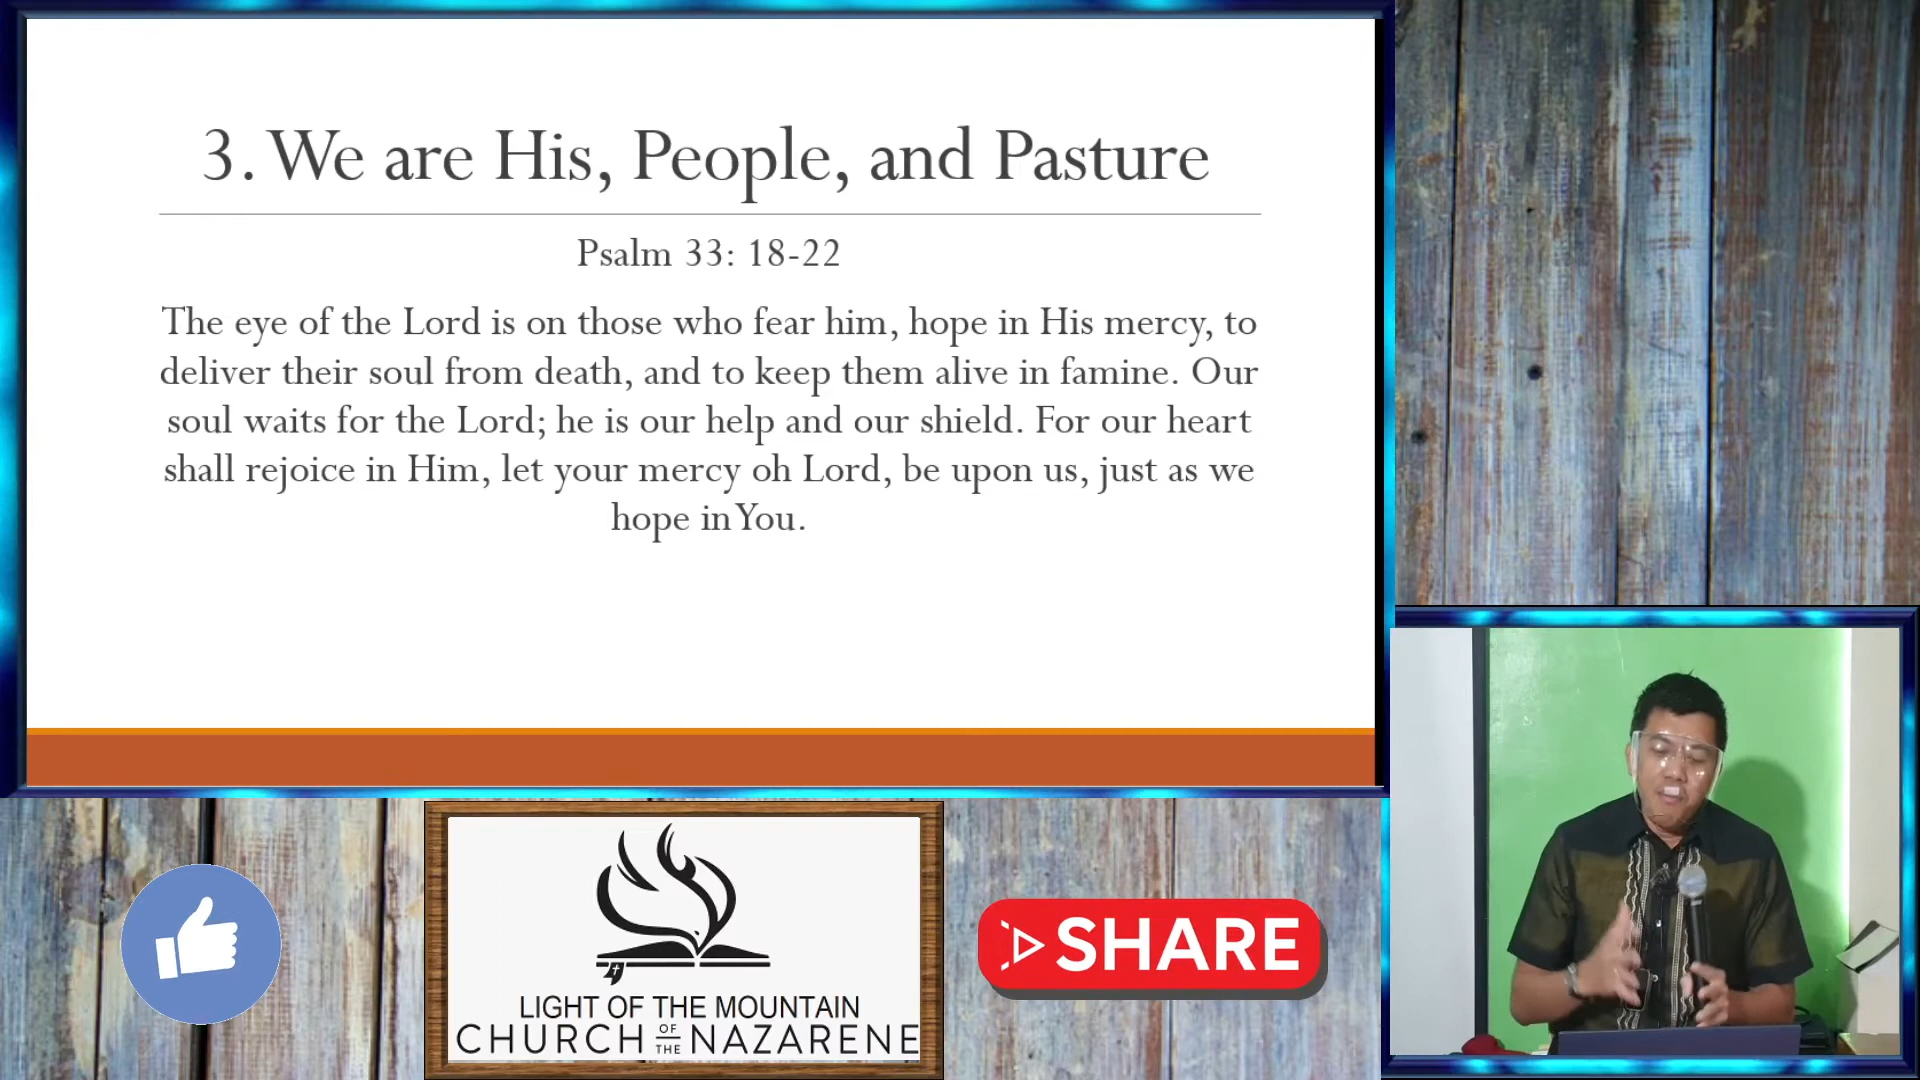 3. We are His, People, and Pasture
Psalm 33: 18-22
The eye of the Lord is on those who fear him, hope in His mercy, to
deliver their soul from death, and to keep them alive in famine. Our
soul waits for the Lord; he is our help and our shield. For our heart
shall rejoice in Him, let your mercy oh Lord, be upon us, just as we
hope in You.
LIGHT OF THE MOUNTAIN
CHURCH OF THE NAZARENE
SHARE